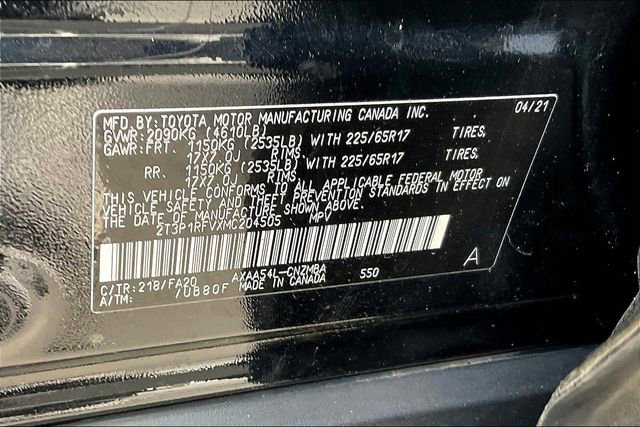 MFD. BY: TOYOTA MOTOR MANUFACTURING CANADA INC. 04/21
GVWR: 2090KG (4610LB)
GAWR: FRT. 1150KG (2535LB) WITH 225/65R17 TIRES,
17X7.0J RIMS,
RR. 1150KG (2535LB) WITH 225/65R17 TIRES,
17X7.0J RIMS,
THIS VEHICLE CONFORMS TO ALL APPLICABLE FEDERAL MOTOR
VEHICLE SAFETY AND THEFT PREVENTION STANDARDS IN EFFECT ON
THE DATE OF MANUFACTURE SHOWN ABOVE.
2T3P1RFVXMC204505 MPV
A
C/TR: 218/FA20 AXAA54L-CNZMBA 550
A/TM: /UB80F MADE IN CANADA